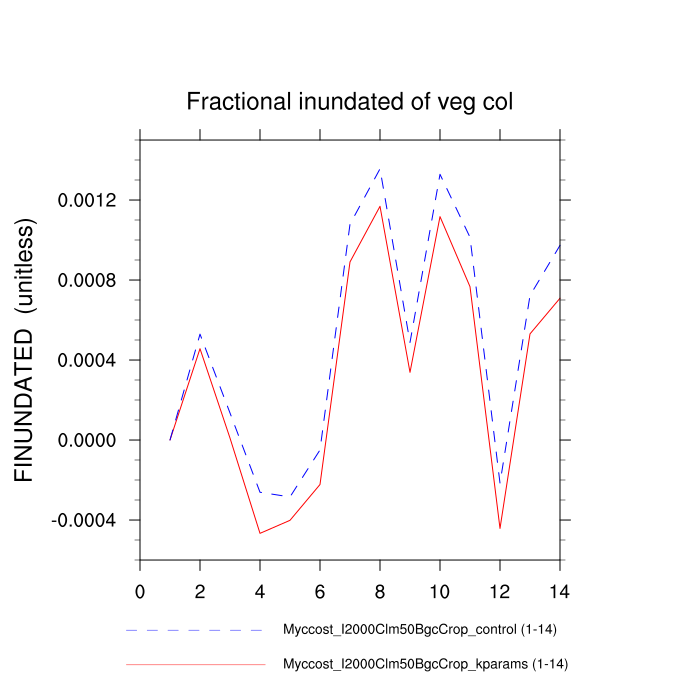 Fractional inundated of veg col
FINUNDATED (unitless)
0.0012
0.0008
0.0004
0.0000
-0.0004
0 2 4 6 8 10 12 14
Myccost_I2000Clm50BgcCrop_control (1-14)
Myccost_I2000Clm50BgcCrop_kparams (1-14)